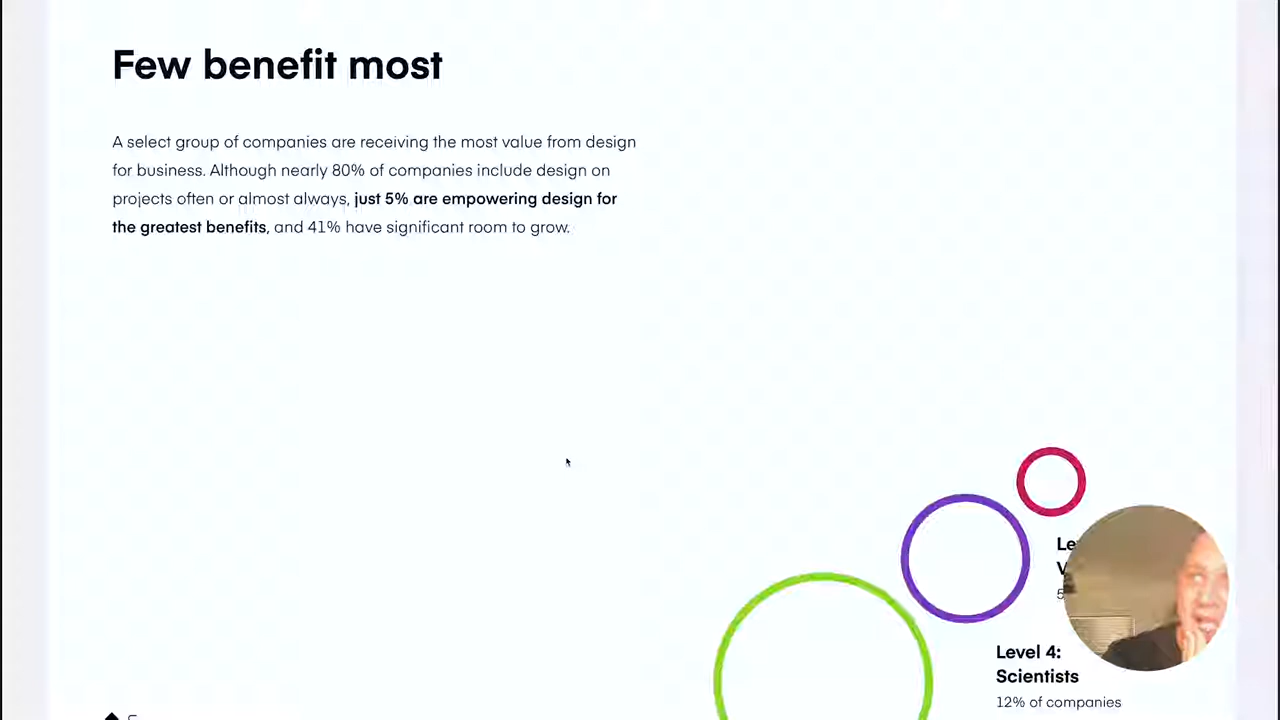 Few benefit most
A select group of companies are receiving the most value from design
for business. Although nearly 80% of companies include design on
projects often or almost always, just 5% are empowering design for
the greatest benefits, and 41% have significant room to grow.
Level 4:
Scientists
12% of companies